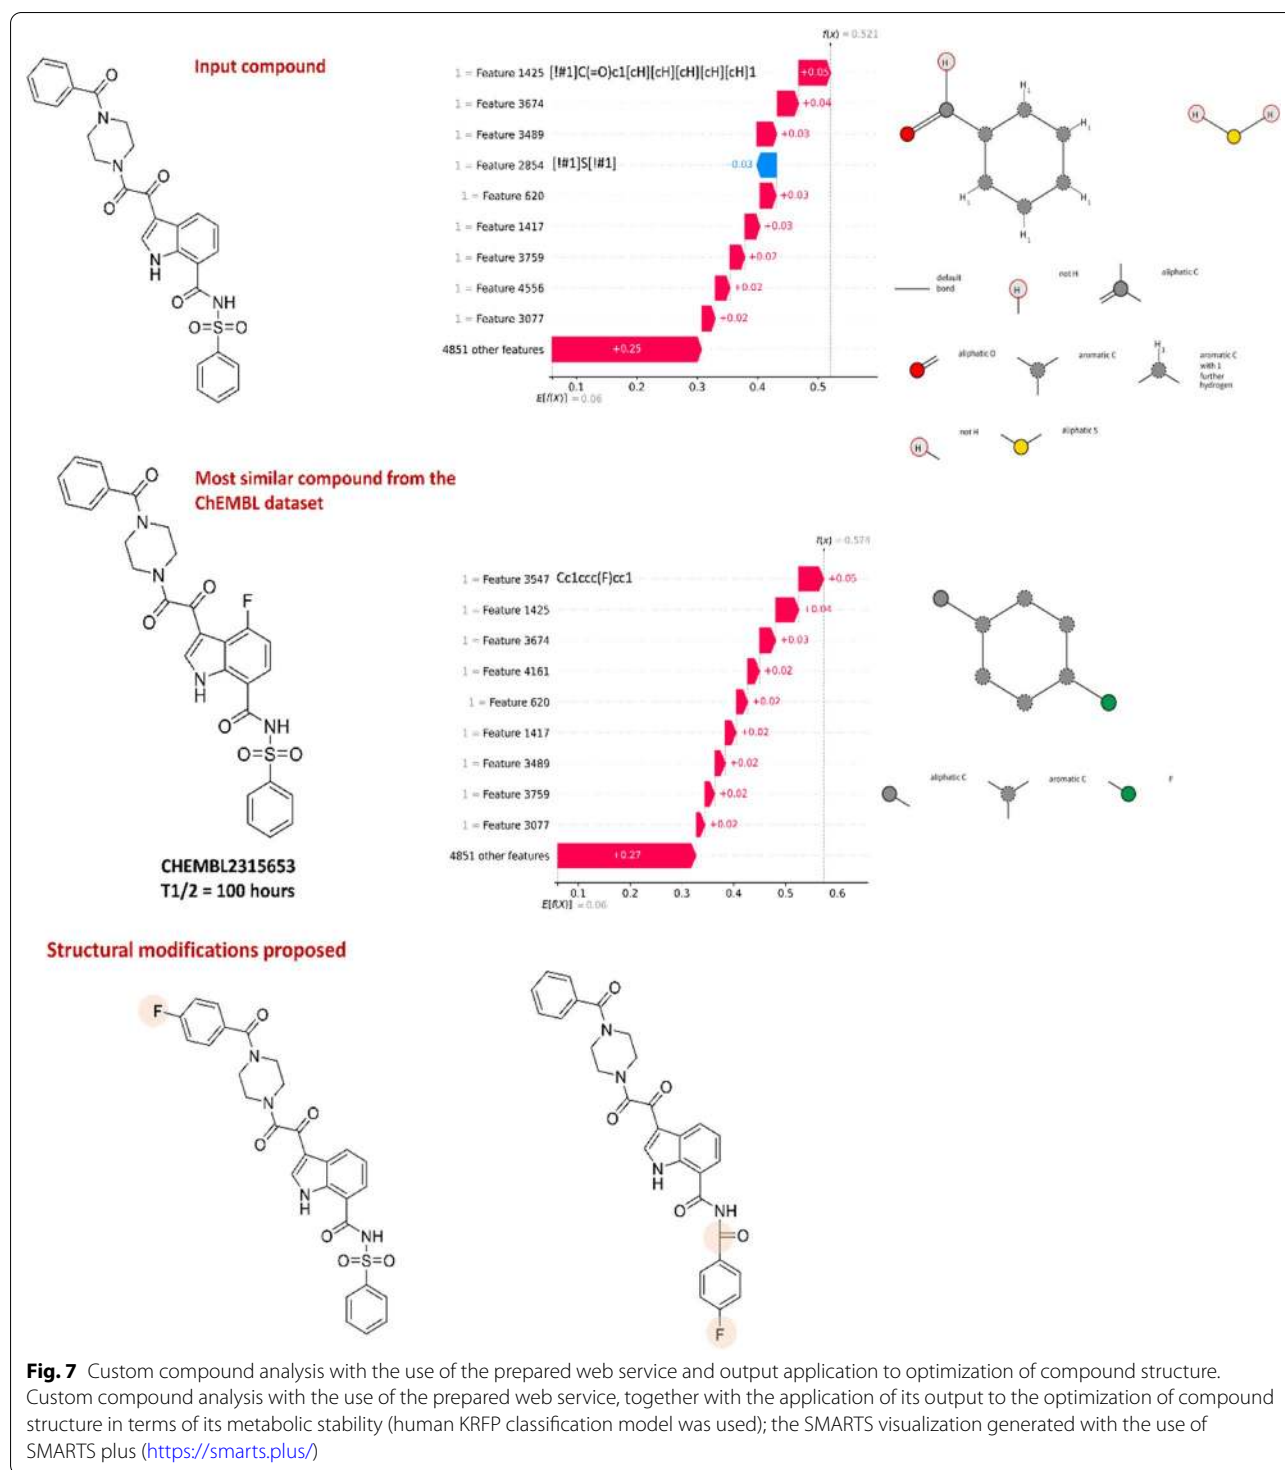 Input compound
f(x) = 0.521
1 = Feature 1425 [!#1]C(=O)c1[cH][cH][cH][cH][cH]1
+0.05
1 = Feature 3674
+0.04
1 = Feature 3489
+0.03
1 = Feature 2854 [!#1]S[!#1]
-0.03
1 = Feature 620
+0.03
1 = Feature 1417
+0.03
1 = Feature 3759
+0.02
1 = Feature 4556
+0.02
1 = Feature 3077
+0.02
4851 other features
+0.25
0.1 0.2 0.3 0.4 0.5
E[f(X)] = 0.06
O
N
N
O
O
N
H
O
NH
O=S=O
H
H1
H1
H1
H1
H1
H
H
default
bond
H
not H
aliphatic C
aliphatic O
aromatic C
H1
aromatic C
with 1
further
hydrogen
H
not H
aliphatic S
Most similar compound from the
ChEMBL dataset
O
N
N
O
O
F
N
H
O
NH
O=S=O
CHEMBL2315653
T1/2 = 100 hours
f(x) = 0.574
1 = Feature 3547 Cc1ccc(F)cc1
+0.05
1 = Feature 1425
+0.04
1 = Feature 3674
+0.03
1 = Feature 4161
+0.02
1 = Feature 620
+0.02
1 = Feature 1417
+0.02
1 = Feature 3489
+0.02
1 = Feature 3759
+0.02
1 = Feature 3077
+0.02
4851 other features
+0.27
0.1 0.2 0.3 0.4 0.5 0.6
E[f(X)] = 0.06
aliphatic C
aromatic C
F
Structural modifications proposed
F
O
N
N
O
O
N
H
O
NH
O=S=O
O
N
N
O
O
N
H
O
NH
=O
F
Fig. 7 Custom compound analysis with the use of the prepared web service and output application to optimization of compound structure.
Custom compound analysis with the use of the prepared web service, together with the application of its output to the optimization of compound
structure in terms of its metabolic stability (human KRFP classification model was used); the SMARTS visualization generated with the use of
SMARTS plus (https://smarts.plus/)